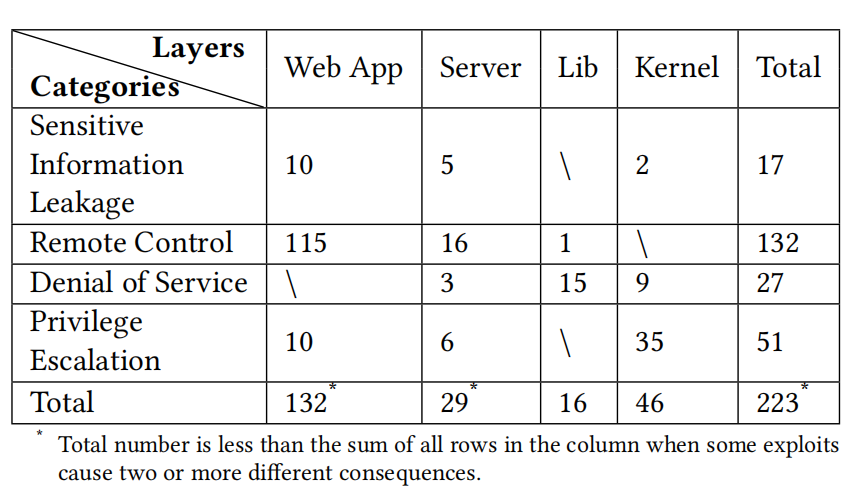 Layers
Categories
Web App Server Lib Kernel Total
Sensitive
Information
Leakage
10 5 \ 2 17
Remote Control 115 16 1 \ 132
Denial of Service \ 3 15 9 27
Privilege
Escalation
10 6 \ 35 51
Total 132* 29* 16 46 223*
* Total number is less than the sum of all rows in the column when some exploits
cause two or more different consequences.